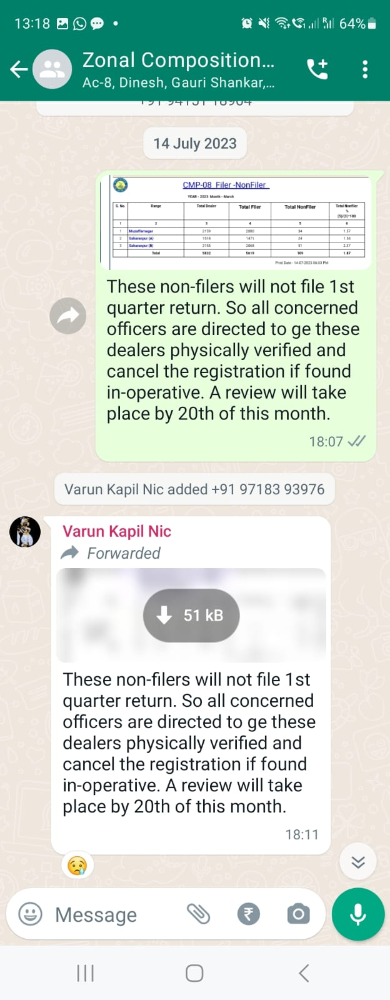 13:18
64%
Zonal Composition...
Ac-8, Dinesh, Gauri Shankar,...
14 July 2023
CMP-08 Filer -NonFiler
YEAR - 2023 Month - March
S. No. Range Total Dealer Total Filer Total NonFiler Total Nonfiler % (5)/(3)*100
1 2 3 4 5 6
1 Muzaffarnagar 2159 2080 34 1.57
2 Saharanpur (A) 1518 1471 24 1.58
3 Saharanpur (B) 2155 2068 51 2.37
Total 5832 5619 109 1.87
Print Date - 14-07-2023 06:03 PM
These non-filers will not file 1st
quarter return. So all concerned
officers are directed to ge these
dealers physically verified and
cancel the registration if found
in-operative. A review will take
place by 20th of this month.
18:07
Varun Kapil Nic added +91 97183 93976
Varun Kapil Nic
Forwarded
51 kB
These non-filers will not file 1st
quarter return. So all concerned
officers are directed to ge these
dealers physically verified and
cancel the registration if found
in-operative. A review will take
place by 20th of this month.
18:11
Message